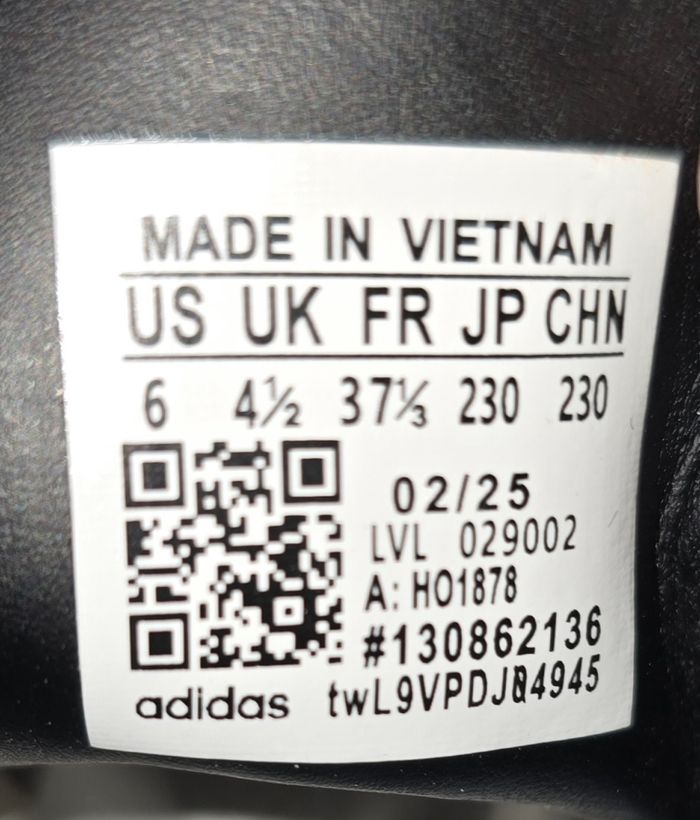 MADE IN VIETNAM
US UK FR JP CHN
6 4½ 37⅓ 230 230
02/25
LVL 029002
A: HO1878
#130862136
adidas